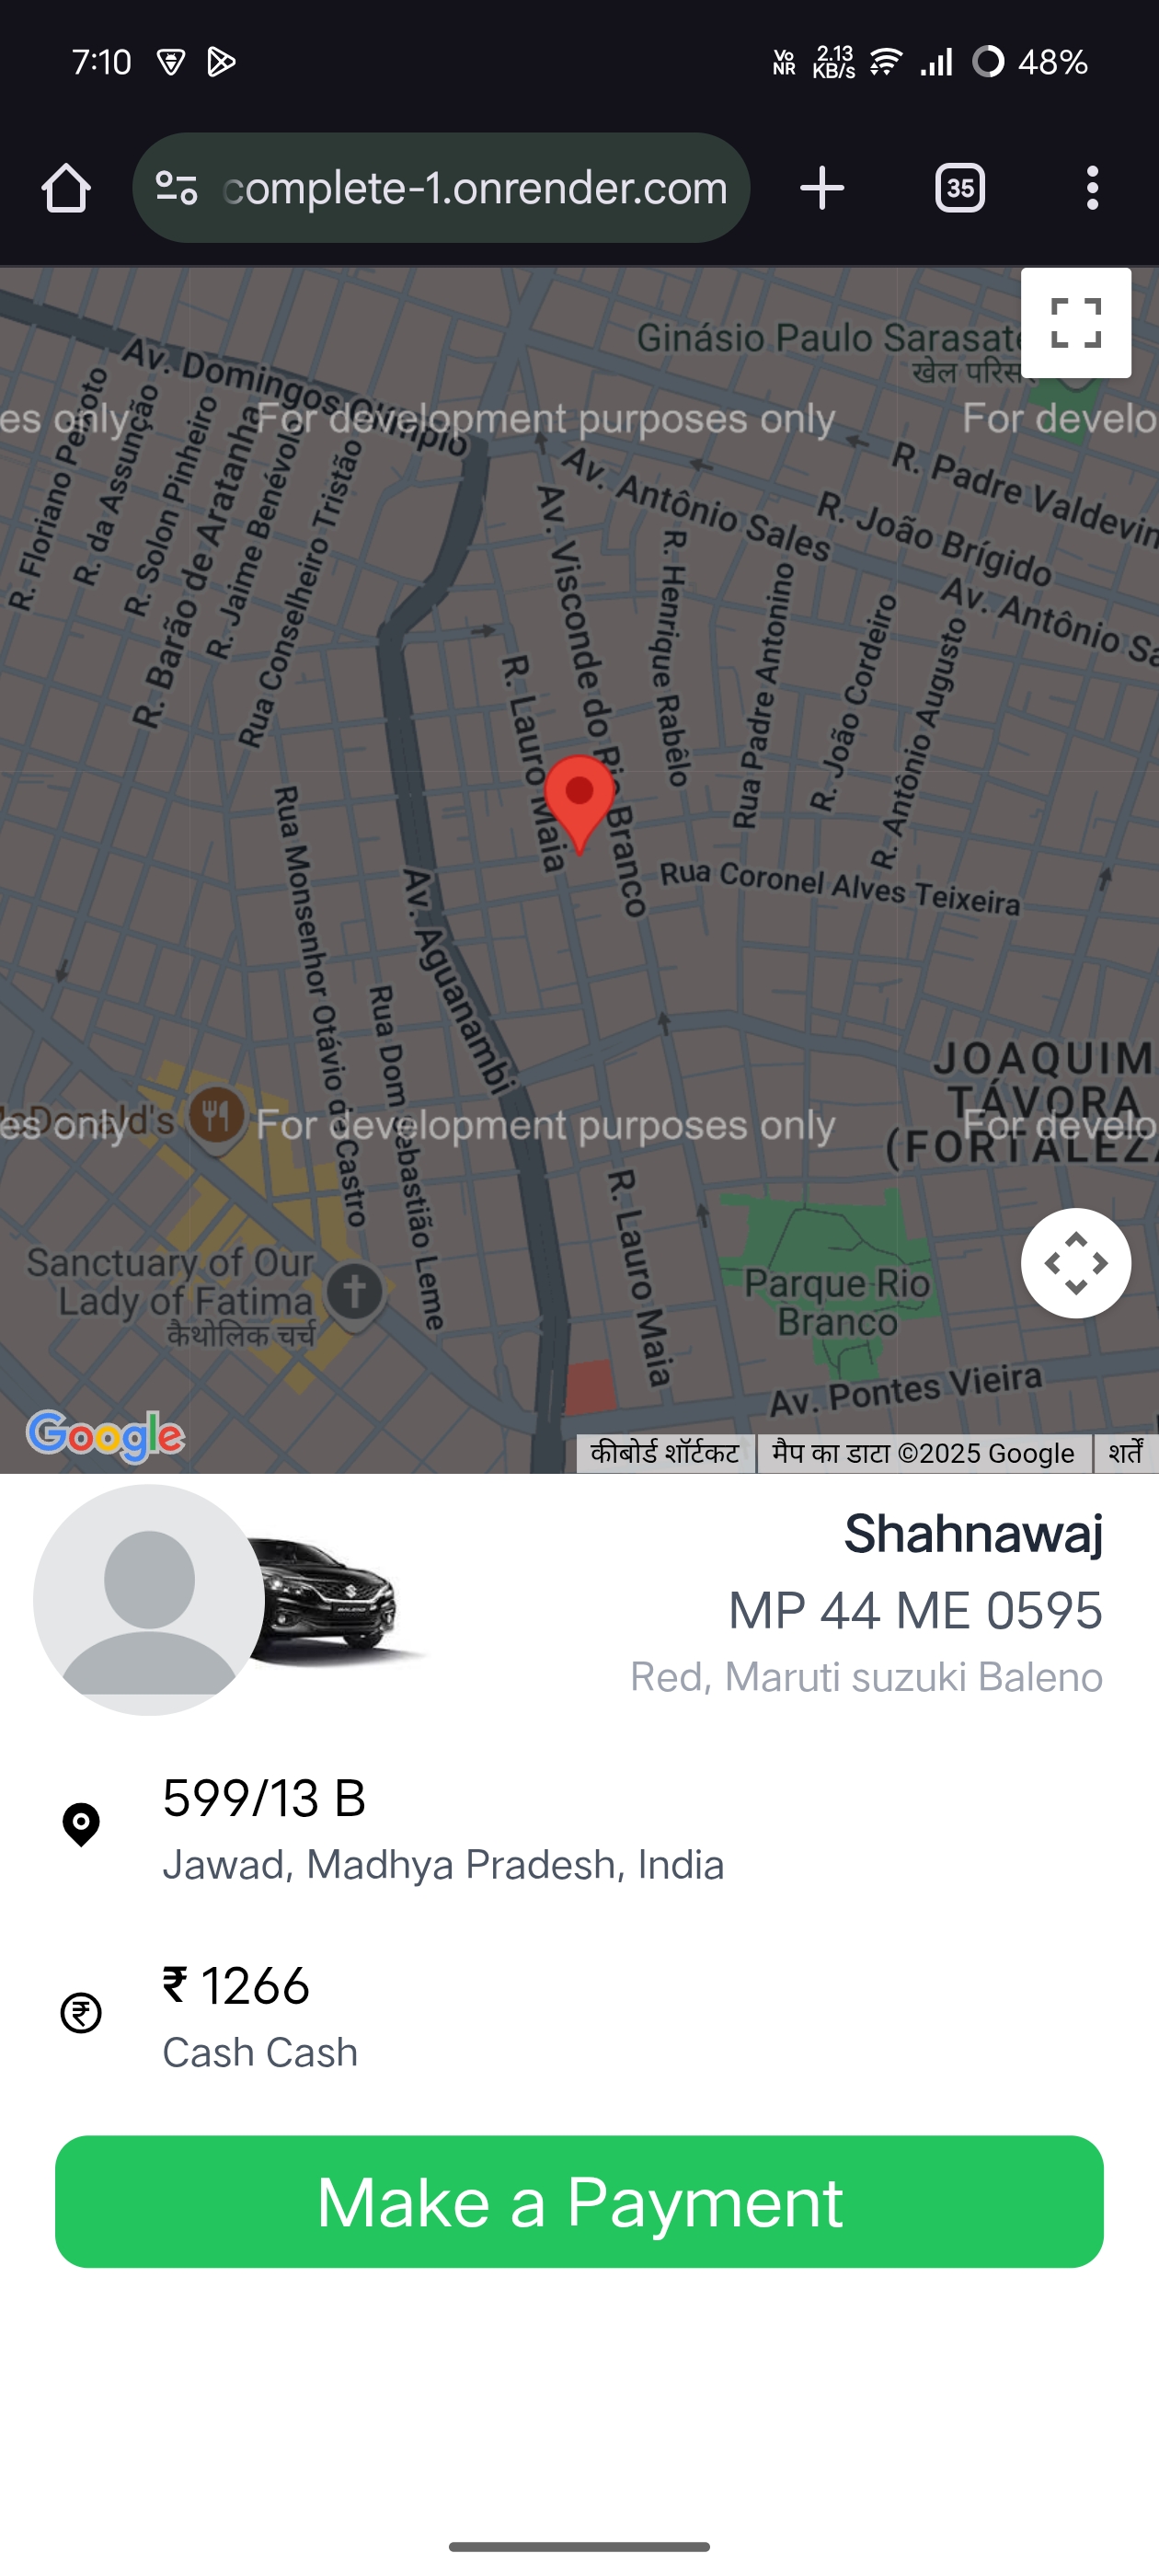 7:10
Vo NR
2.13 KB/s
48%
complete-1.onrender.com
35
Ginásio Paulo Sarasate
खेल परिसर
Av. Domingos Olímpio
es only
For development purposes only
For develo
R. Floriano Peixoto
R. da Assunção
R. Solon Pinheiro
R. Barão de Aratanha
R. Jaime Benévolo
Rua Conselheiro Tristão
Av. Antônio Sales
R. Padre Valdevin
R. João Brígido
Av. Antônio Sa
Av. Visconde do Rio Branco
R. Henrique Rabêlo
Rua Padre Antonino
R. João Cordeiro
R. Antônio Augusto
R. Lauro Maia
Rua Coronel Alves Teixeira
Rua Monsenhor Otávio de Castro
Av. Aguanambi
Rua Dom Sebastião Leme
JOAQUIM
TÁVORA
(FORTALEZA
McDonald's
es only
For development purposes only
For develo
Sanctuary of Our
Lady of Fatima
कैथोलिक चर्च
R. Lauro Maia
Parque Rio
Branco
Av. Pontes Vieira
Google
कीबोर्ड शॉर्टकट
मैप का डाटा ©2025 Google
शर्तें
BALENO
Shahnawaj
MP 44 ME 0595
Red, Maruti suzuki Baleno
599/13 B
Jawad, Madhya Pradesh, India
₹ 1266
Cash Cash
Make a Payment